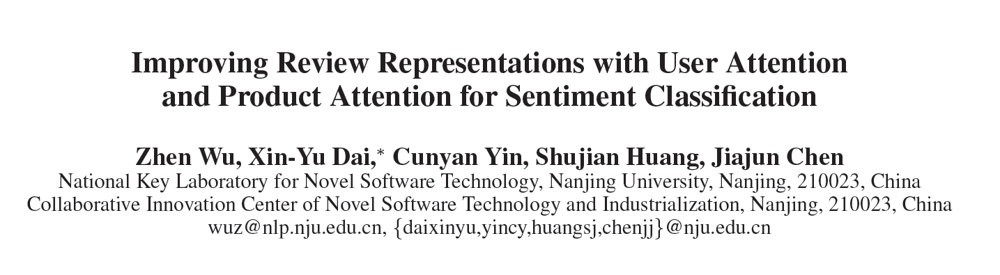 Improving Review Representations with User Attention
and Product Attention for Sentiment Classification
Zhen Wu, Xin-Yu Dai,* Cunyan Yin, Shujian Huang, Jiajun Chen
National Key Laboratory for Novel Software Technology, Nanjing University, Nanjing, 210023, China
Collaborative Innovation Center of Novel Software Technology and Industrialization, Nanjing, 210023, China
wuz@nlp.nju.edu.cn, {daixinyu,yincy,huangsj,chenjj}@nju.edu.cn